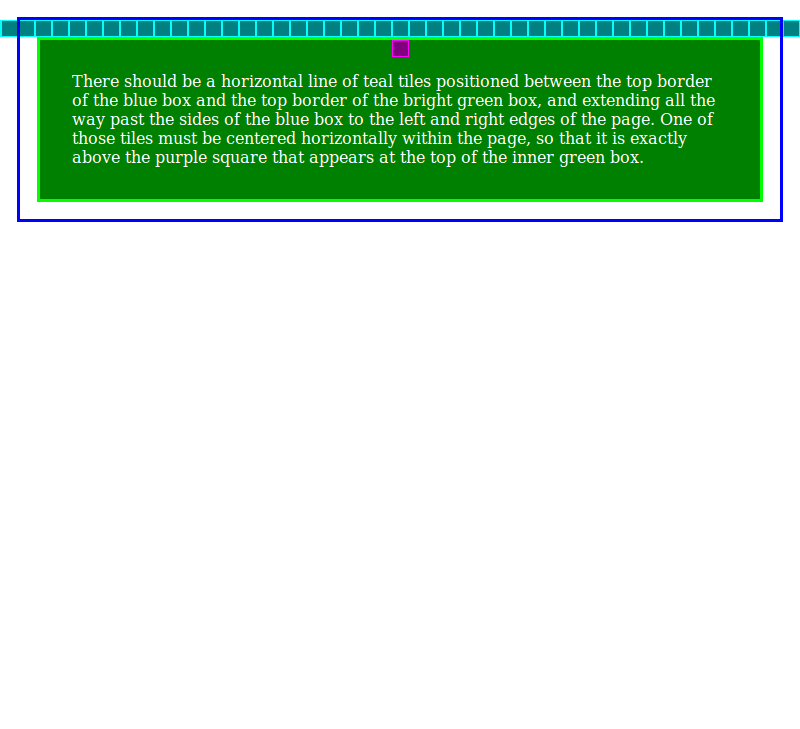 There should be a horizontal line of teal tiles positioned between the top border
of the blue box and the top border of the bright green box, and extending all the
way past the sides of the blue box to the left and right edges of the page. One of
those tiles must be centered horizontally within the page, so that it is exactly
above the purple square that appears at the top of the inner green box.